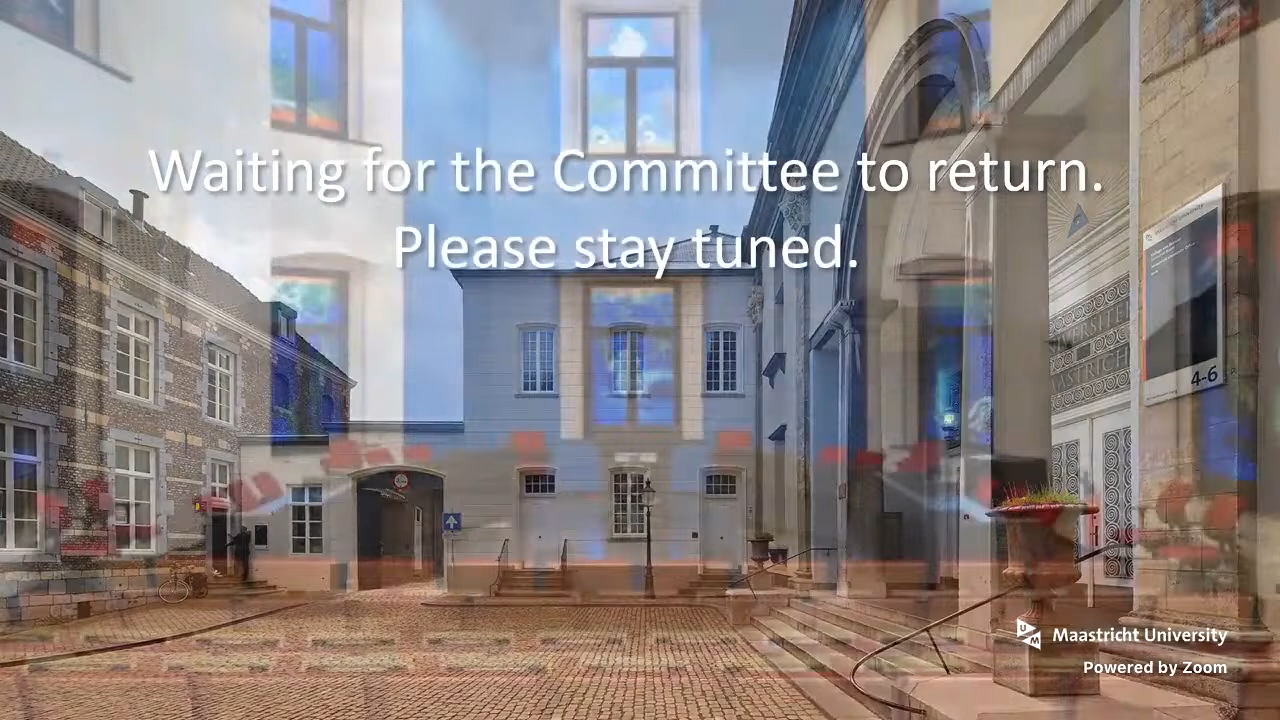 Waiting for the Committee to return.
Please stay tuned.
4-6
Maastricht University
Powered by Zoom